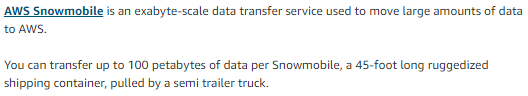 AWS Snowmobile is an exabyte-scale data transfer service used to move large amounts of data
to AWS.
You can transfer up to 100 petabytes of data per Snowmobile, a 45-foot long ruggedized
shipping container, pulled by a semi trailer truck.